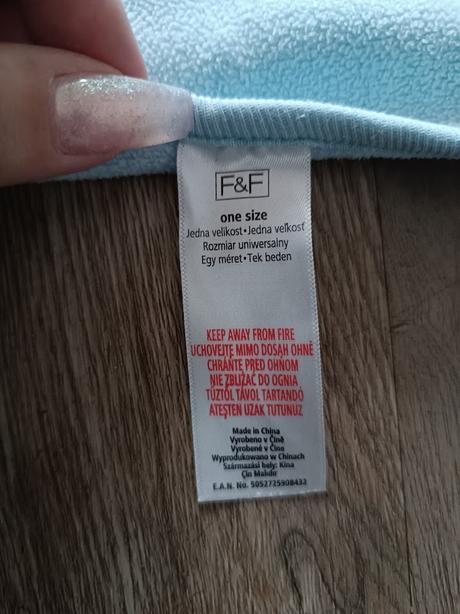 F&F
one size
Jedna velikost•Jedna veľkosť
Rozmiar uniwersalny
Egy méret•Tek beden
KEEP AWAY FROM FIRE
UCHOVEJTE MIMO DOSAH OHNĚ
CHRÁŇTE PRED OHŇOM
NIE ZBLIŻAĆ DO OGNIA
TŰZTŐL TÁVOL TARTANDÓ
ATEŞTEN UZAK TUTUNUZ
Made in China
Vyrobeno v Číně
Vyrobené v Číne
Wyprodukowano w Chinach
Származási hely: Kína
Çin Malıdır
E.A.N. No. 5052725908432